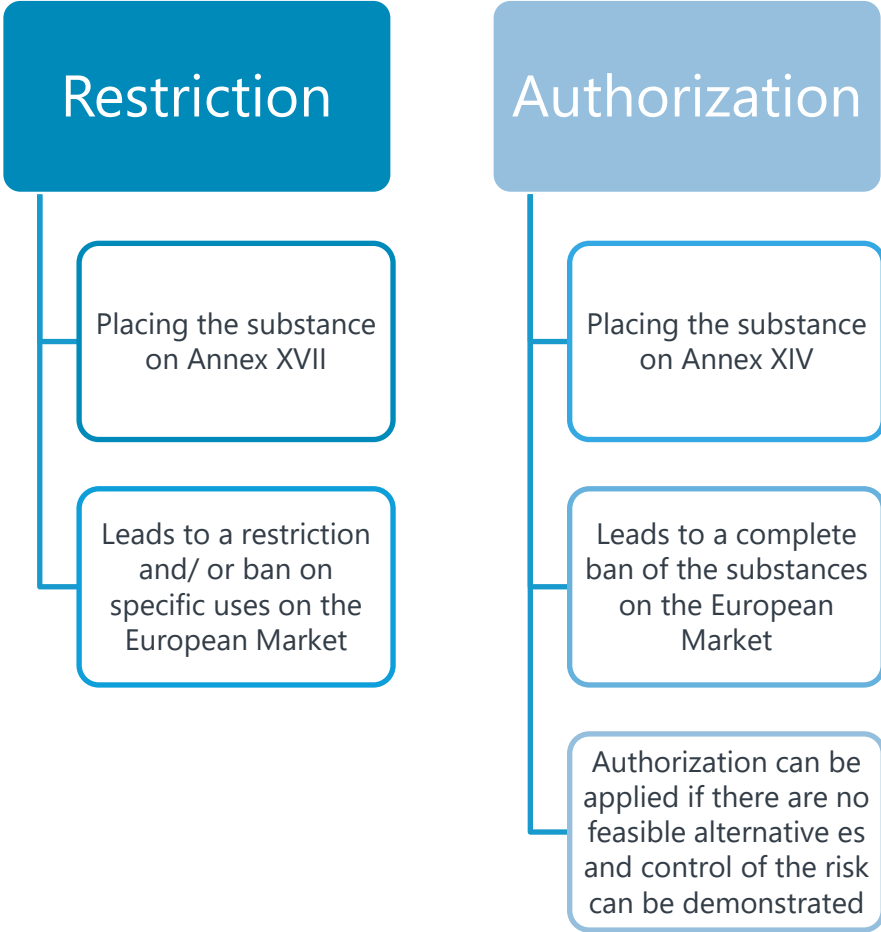 Restriction
Placing the substance
on Annex XVII
Leads to a restriction
and/ or ban on
specific uses on the
European Market
Authorization
Placing the substance
on Annex XIV
Leads to a complete
ban of the substances
on the European
Market
Authorization can be
applied if there are no
feasible alternative es
and control of the risk
can be demonstrated